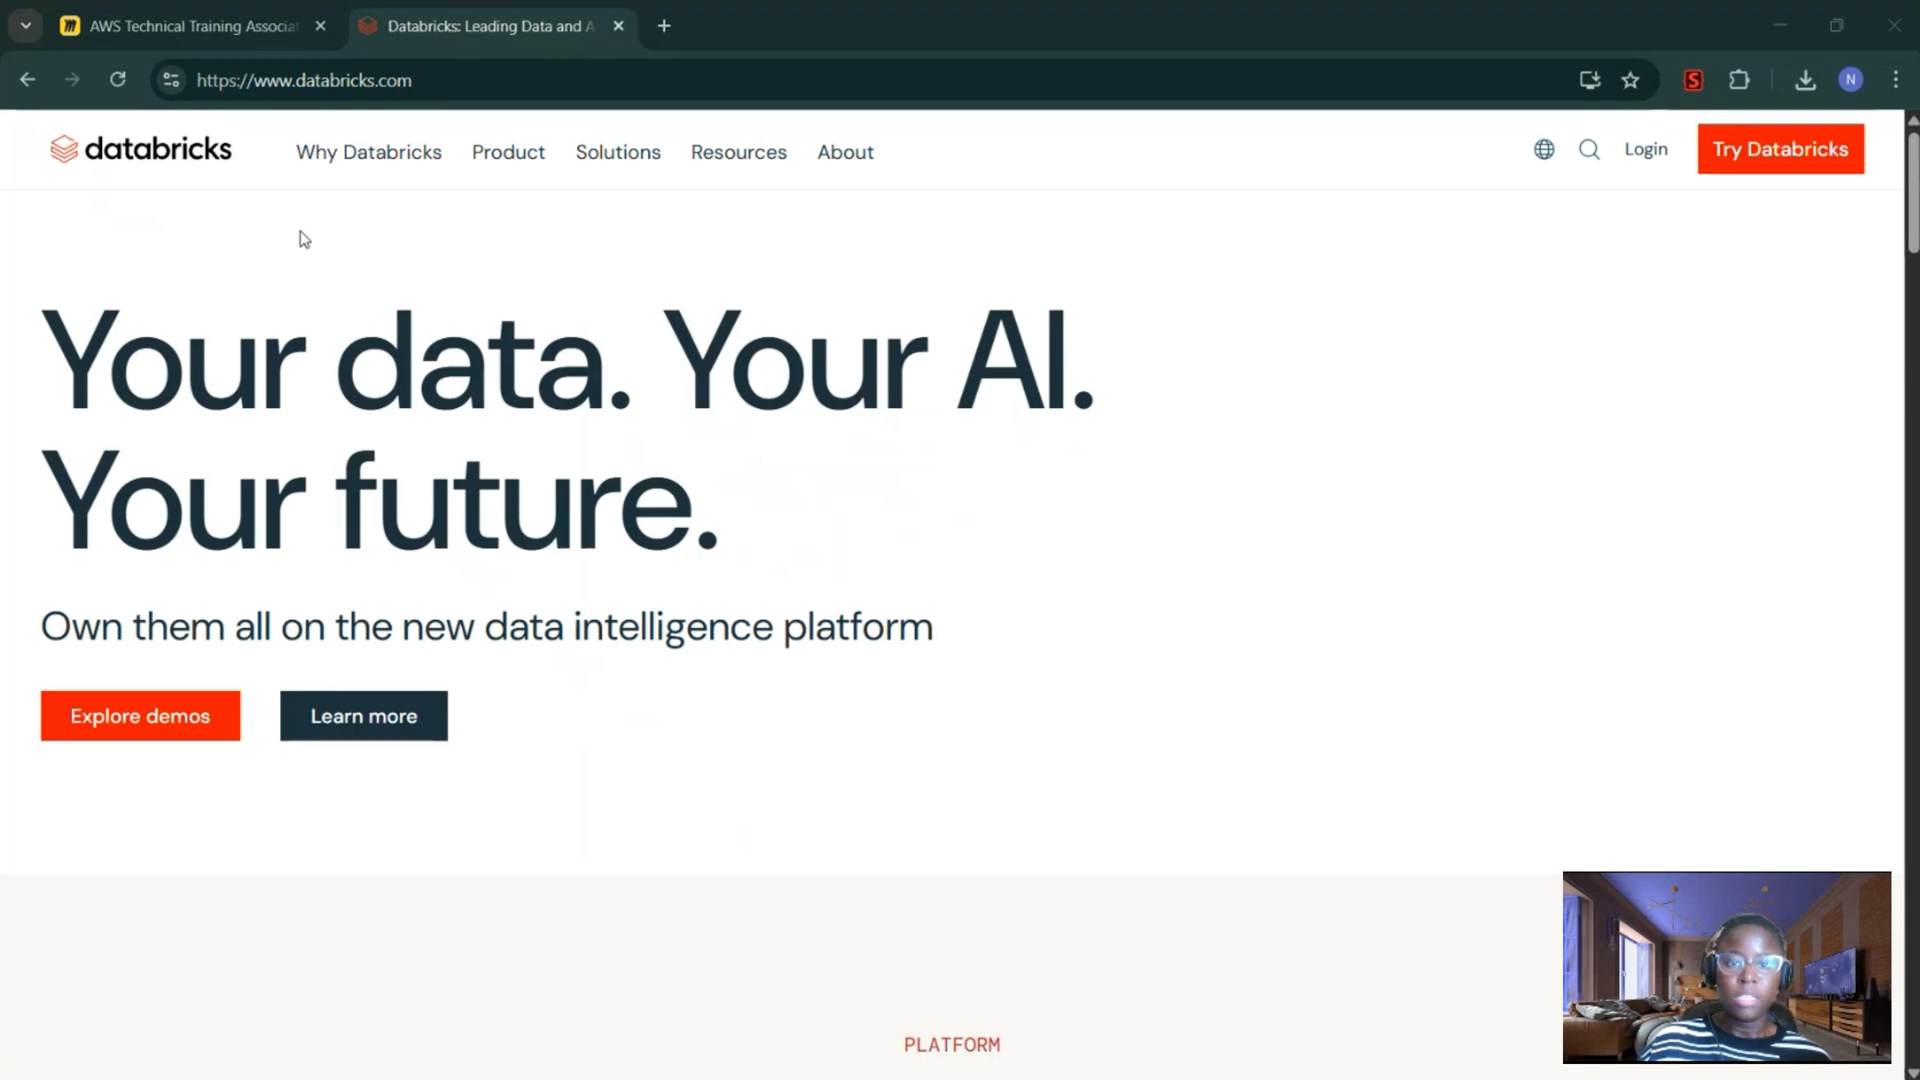 AWS Technical Training Associat
Databricks: Leading Data and A
https://www.databricks.com
S
N
databricks
Why Databricks
Product
Solutions
Resources
About
Login
Try Databricks
Your data. Your AI.
Your future.
Own them all on the new data intelligence platform
Explore demos
Learn more
PLATFORM